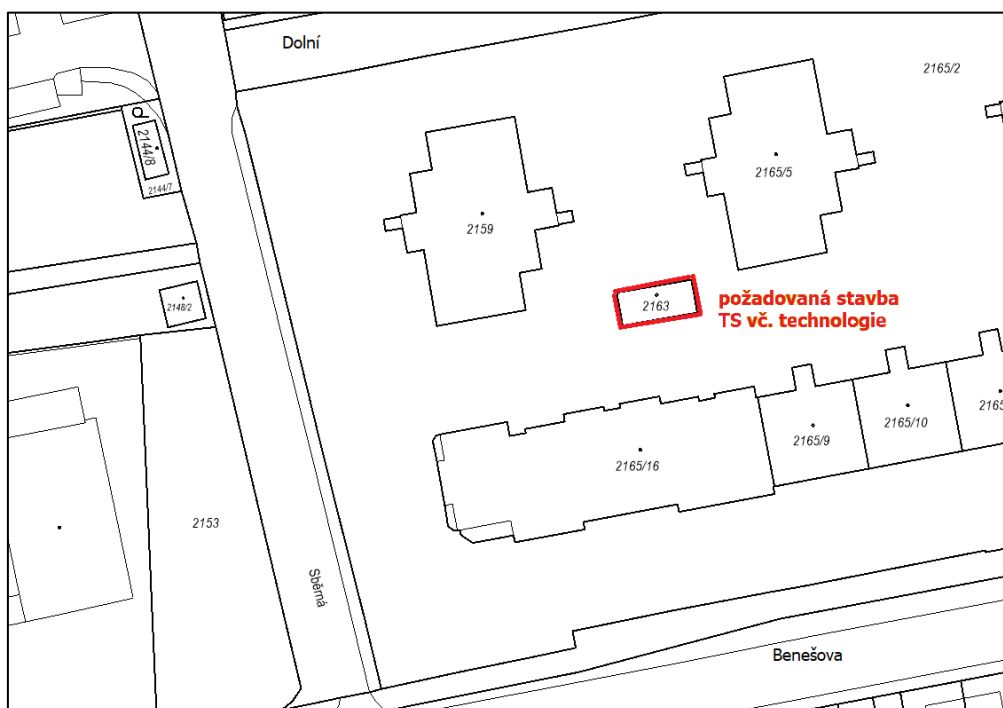 Dolní
2165/2
2144/8
2144/7
2165/5
2159
2148/2
2163
požadovaná stavba
TS vč. technologie
2165/9
2165/10
2165
2165/16
2153
Sběrná
Benešova